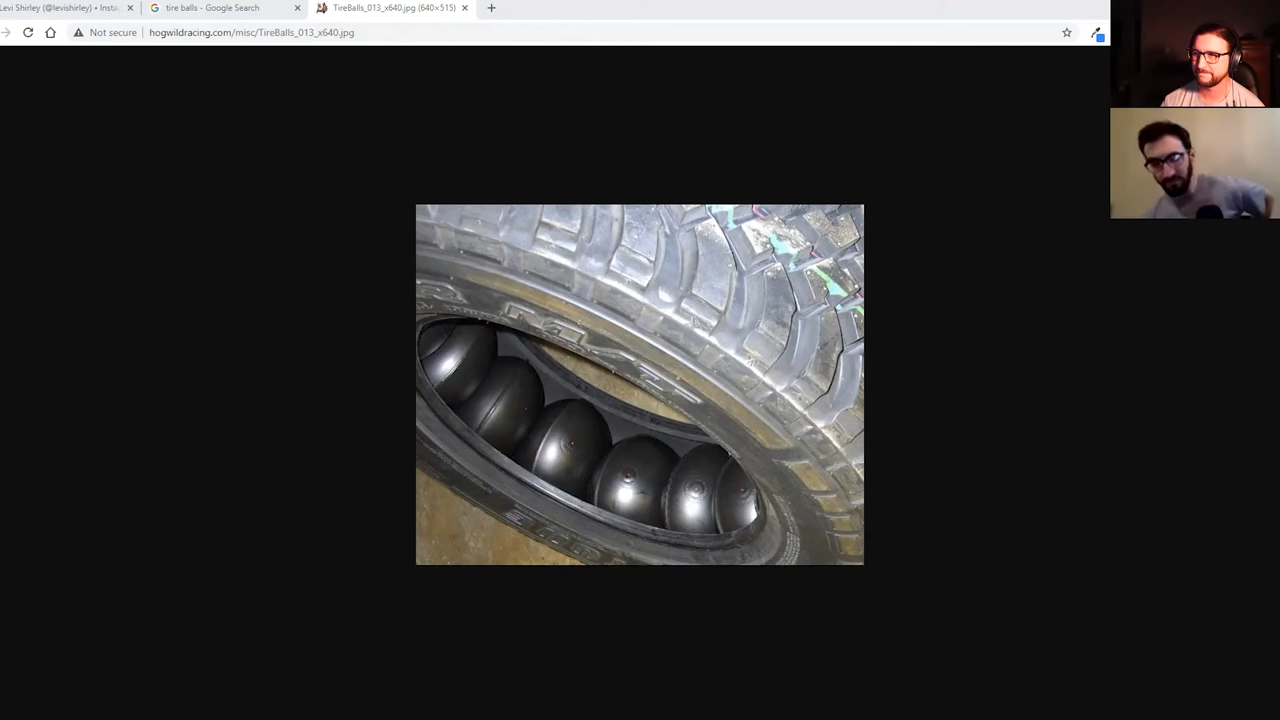 Levi Shirley (@levishirley) • Insta
tire balls - Google Search
TireBalls_013_x640.jpg (640×515)
Not secure
hogwildracing.com/misc/TireBalls_013_x640.jpg